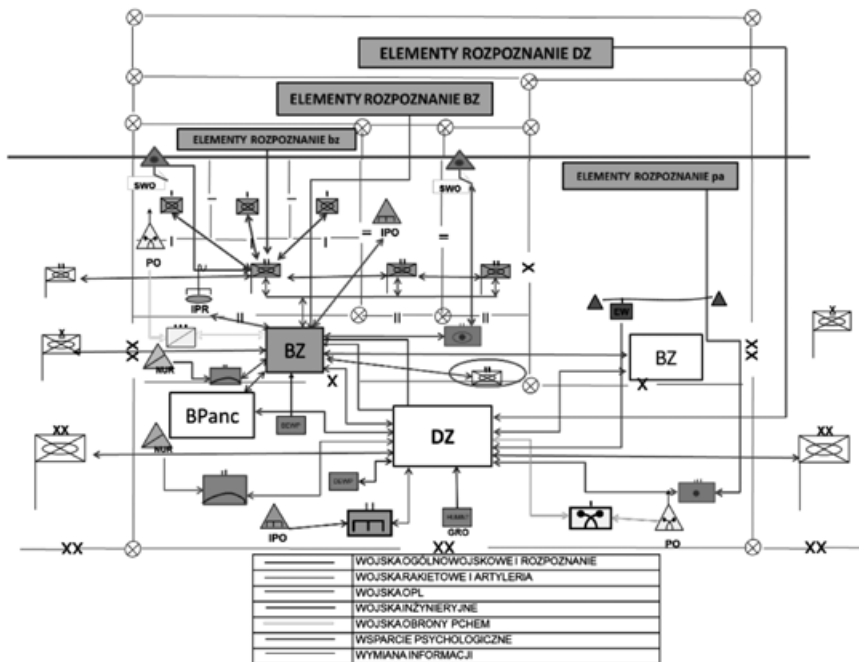 ELEMENTY ROZPOZNANIE DZ
ELEMENTY ROZPOZNANIE BZ
ELEMENTY ROZPOZNANIE bz
ELEMENTY ROZPOZNANIE pa
SWO
SWO
PO
IPO
IPR
EW
BZ
BZ
NUR
BPanc
DZ
NUR
XX
XX
IPO
GRO
PO
XX
XX
XX
WOJSKA OGÓLNOWOJSKOWE I ROZPOZNANIE
WOJSKA RAKIETOWE I ARTYLERIA
WOJSKA OPL
WOJSKA INŻYNIERYJNE
WOJSKA OBRONY PCHEM
WSPARCIE PSYCHOLOGICZNE
WYMIANA INFORMACJI